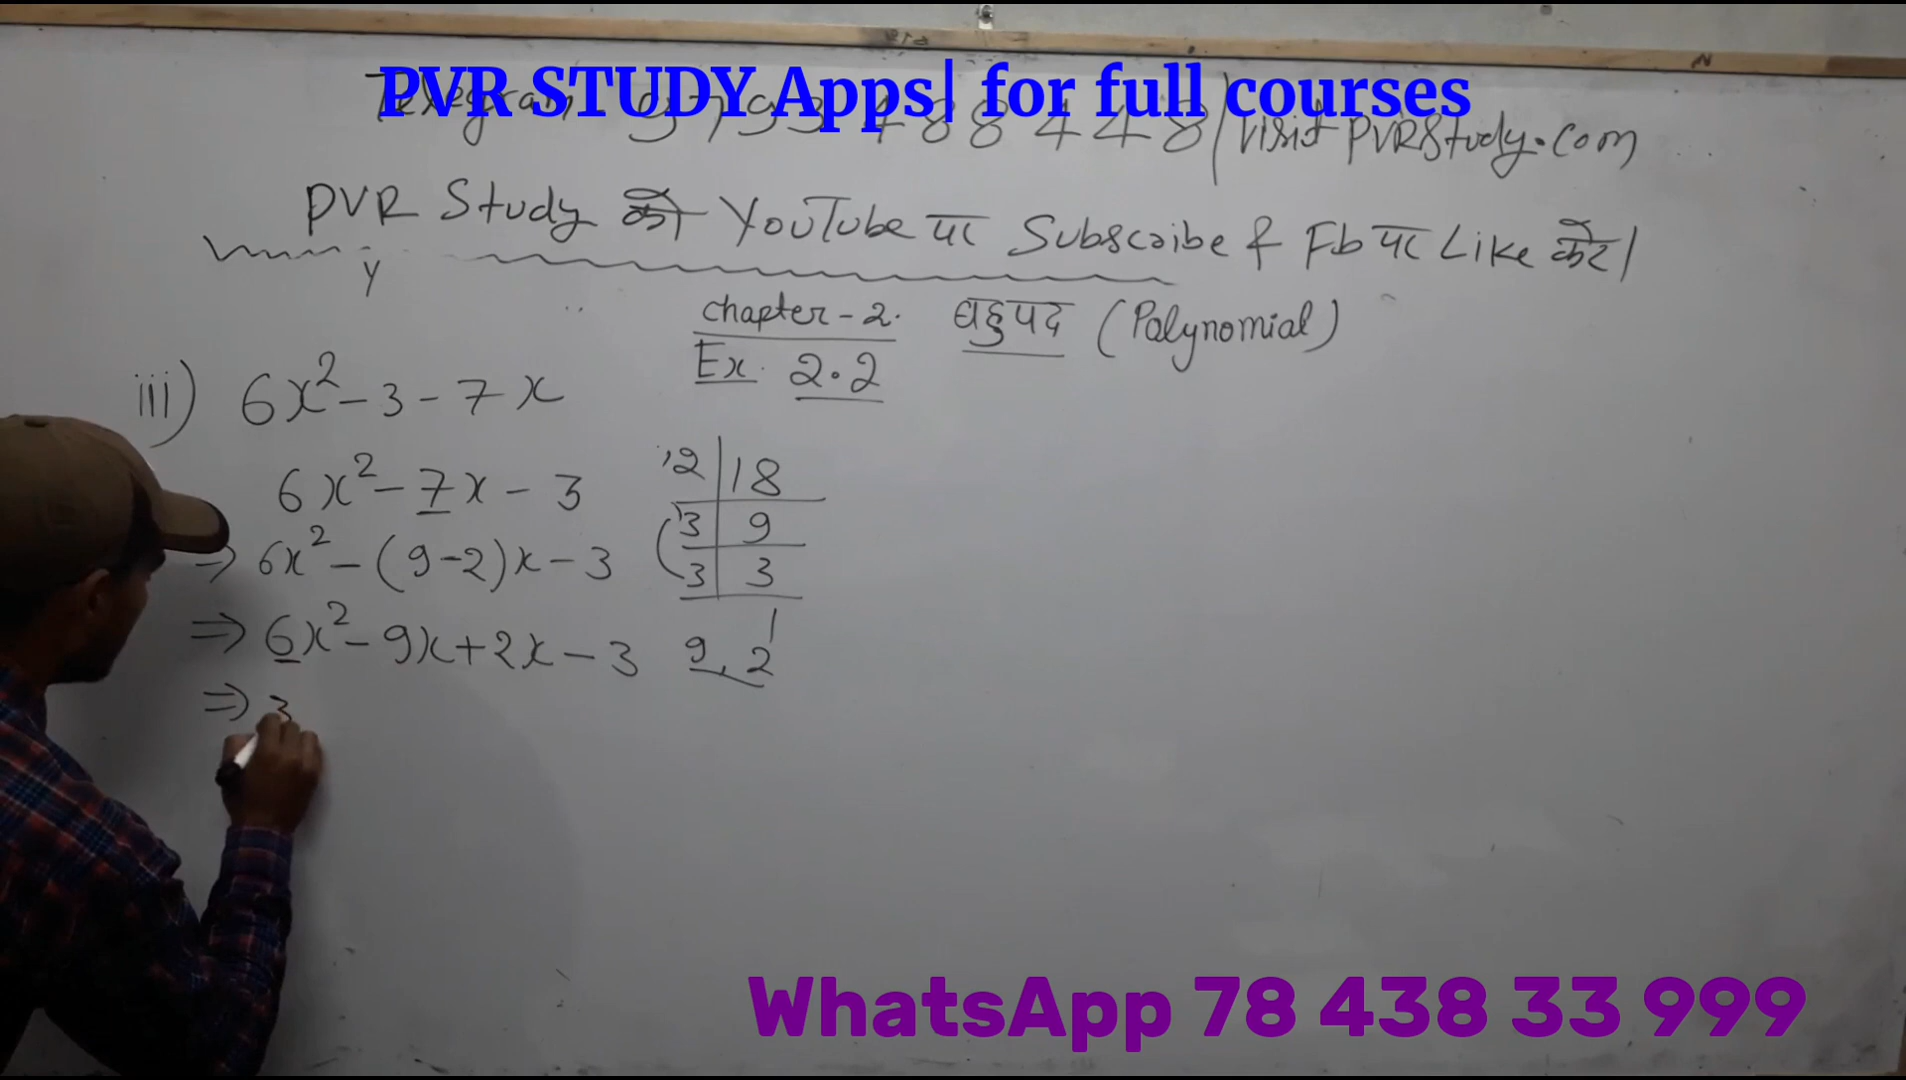 PVR STUDY Apps| for full courses
Telegram 9793488448/visit PVRStudy.com
PVR Study को YouTube पर Subscribe & Fb पर Like करें।
y
Chapter-2. बहुपद (Polynomial)
Ex. 2.2
iii) 6x²-3-7x
6x²-7x-3
⇒ 6x²-(9-2)x-3
⇒ 6x²-9x+2x-3
⇒ 3
2|18
3|9
3|3
1
9,2
WhatsApp 78 438 33 999